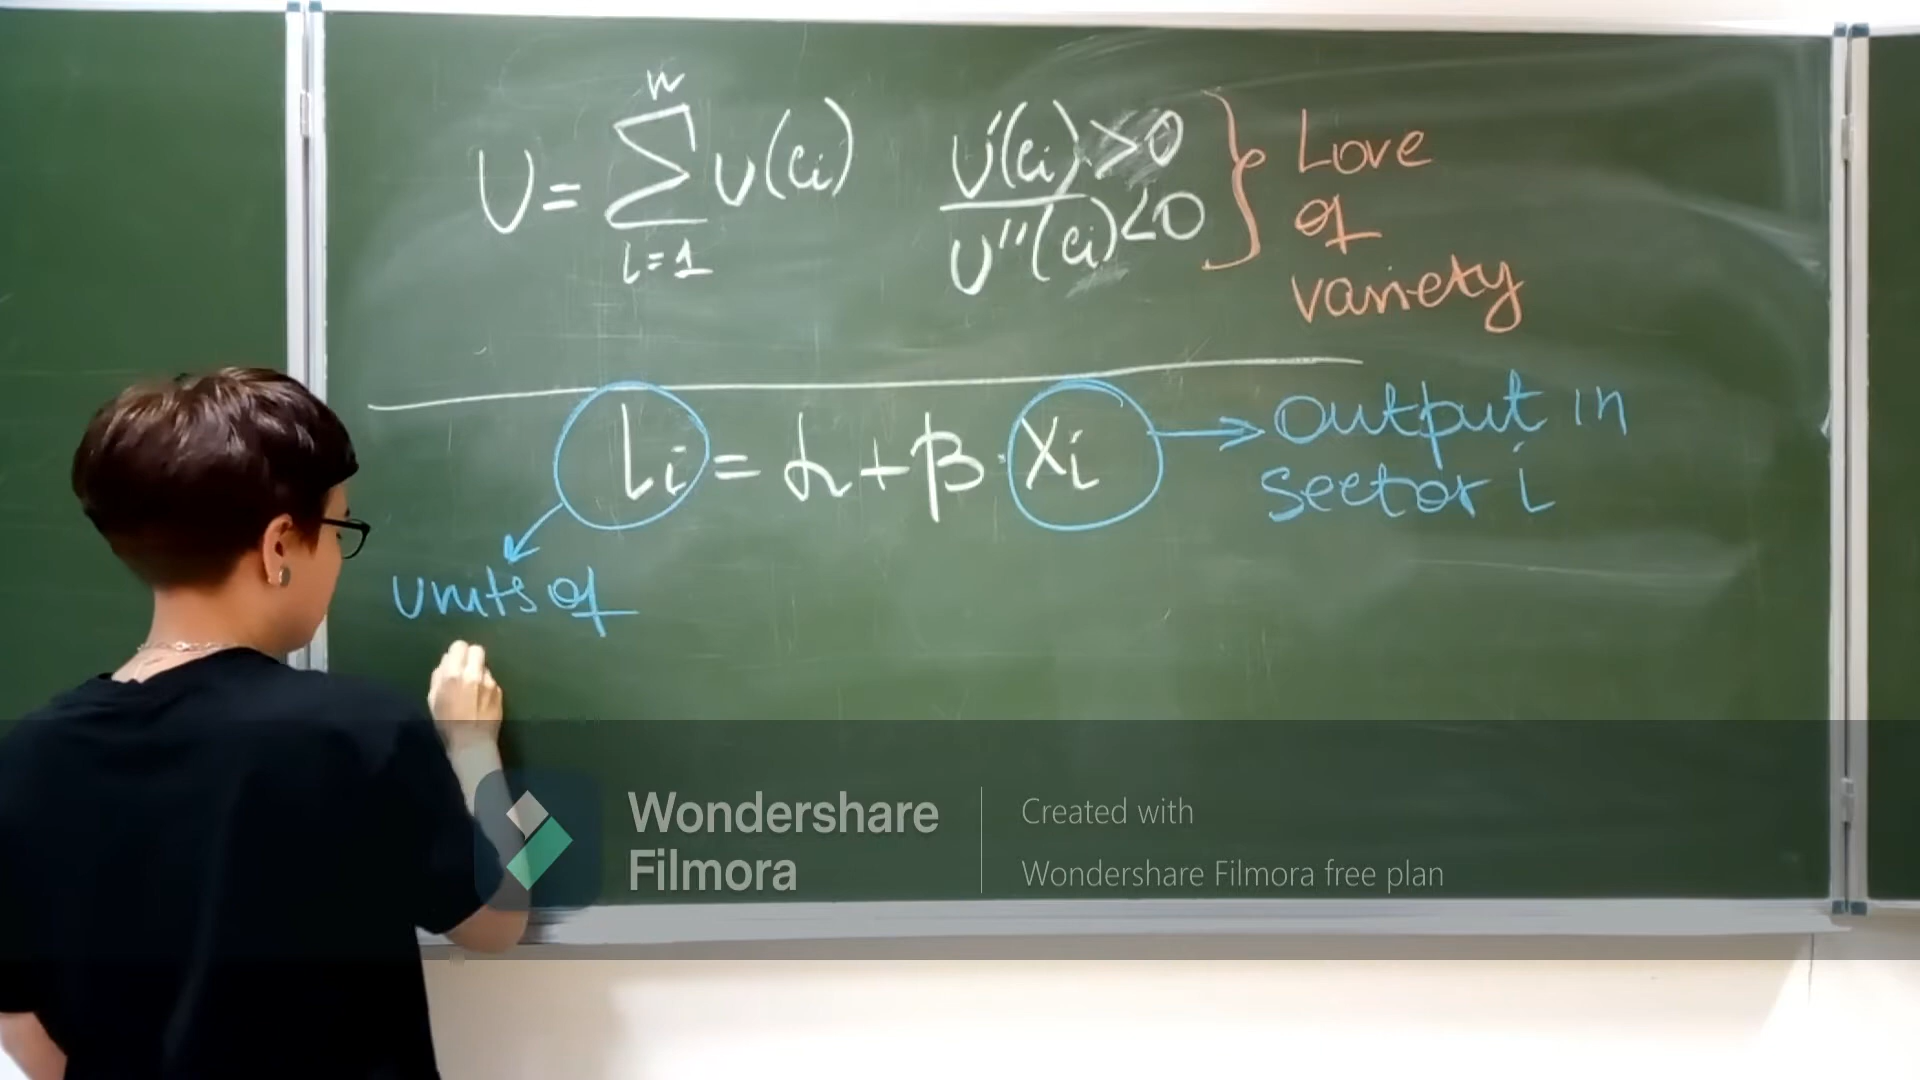 n
U = Σ υ(ci)
i=1
υ'(ci) > 0
υ''(ci) < 0
Love
of
variety
Li = α + β · Xi
output in
sector i
units of
Wondershare
Filmora
Created with
Wondershare Filmora free plan